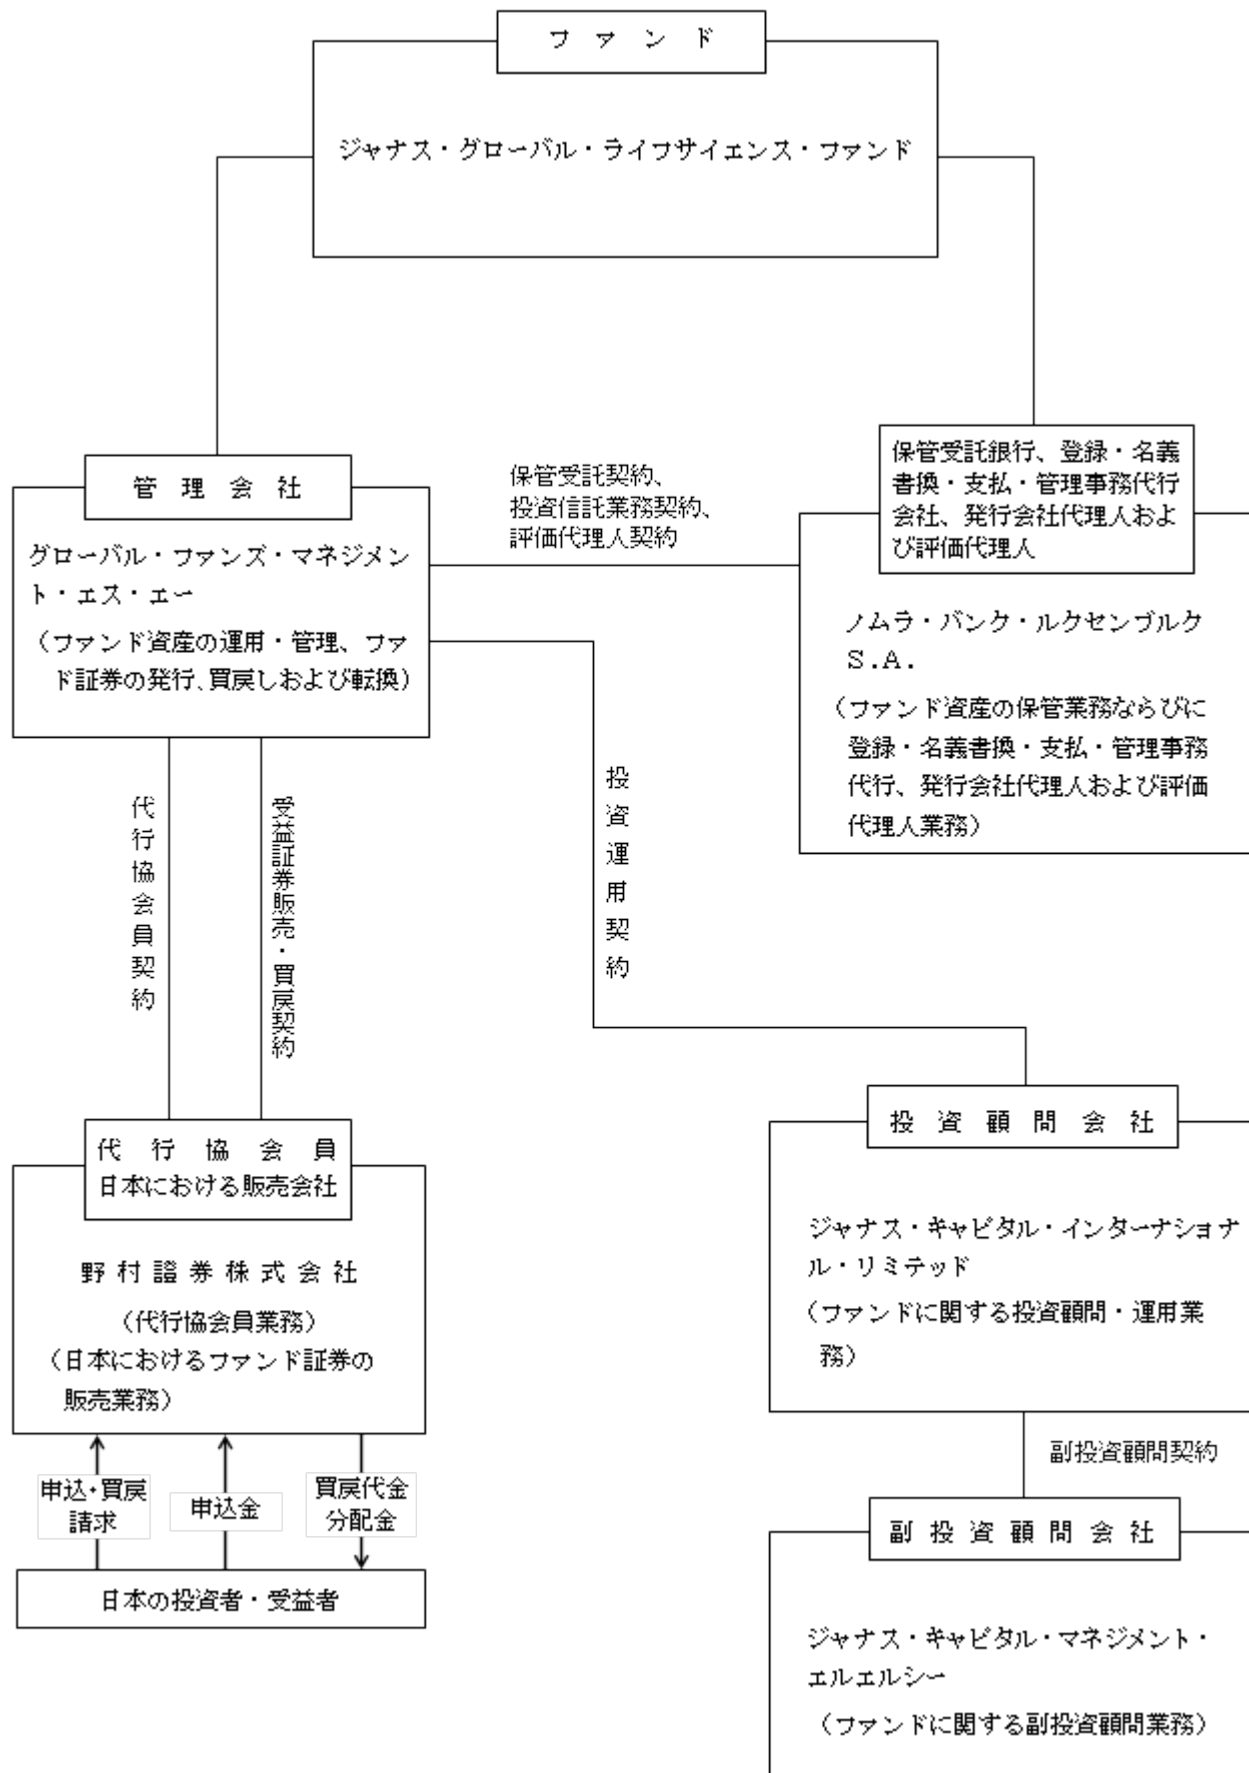 ファンド
ジャナス・グローバル・ライフサイエンス・ファンド
管理会社
グローバル・ファンズ・マネジメン
ト・エス・エー
（ファンド資産の運用・管理、ファ
ド証券の発行、買戻しおよび転換）
保管受託契約、
投資信託業務契約、
評価代理人契約
保管受託銀行、登録・名義
書換・支払・管理事務代行
会社、発行会社代理人およ
び評価代理人
ノムラ・バンク・ルクセンブルク
Ｓ．Ａ．
（ファンド資産の保管業務ならびに
登録・名義書換・支払・管理事務
代行、発行会社代理人および評価
代理人業務）
代行協会員契約
受益証券販売・買戻契約
投資運用契約
代行協会員
日本における販売会社
野村證券株式会社
（代行協会員業務）
（日本におけるファンド証券の
販売業務）
申込・買戻
請求
申込金
買戻代金
分配金
日本の投資者・受益者
投資顧問会社
ジャナス・キャピタル・インターナショナ
ル・リミテッド
（ファンドに関する投資顧問・運用業
務）
副投資顧問契約
副投資顧問会社
ジャナス・キャピタル・マネジメント・
エルエルシー
（ファンドに関する副投資顧問業務）